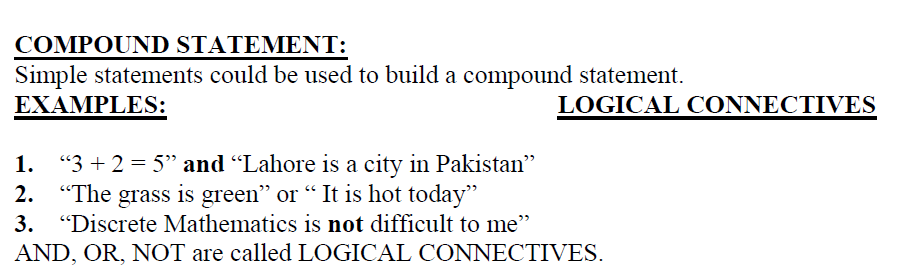 COMPOUND STATEMENT:
Simple statements could be used to build a compound statement.
EXAMPLES: LOGICAL CONNECTIVES
1. “3 + 2 = 5” and “Lahore is a city in Pakistan”
2. “The grass is green” or “ It is hot today”
3. “Discrete Mathematics is not difficult to me”
AND, OR, NOT are called LOGICAL CONNECTIVES.